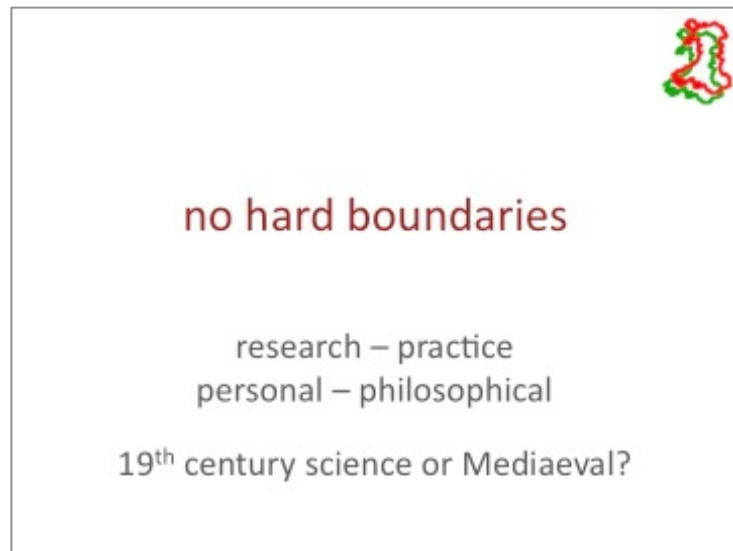 no hard boundaries
research – practice
personal – philosophical
19th century science or Mediaeval?